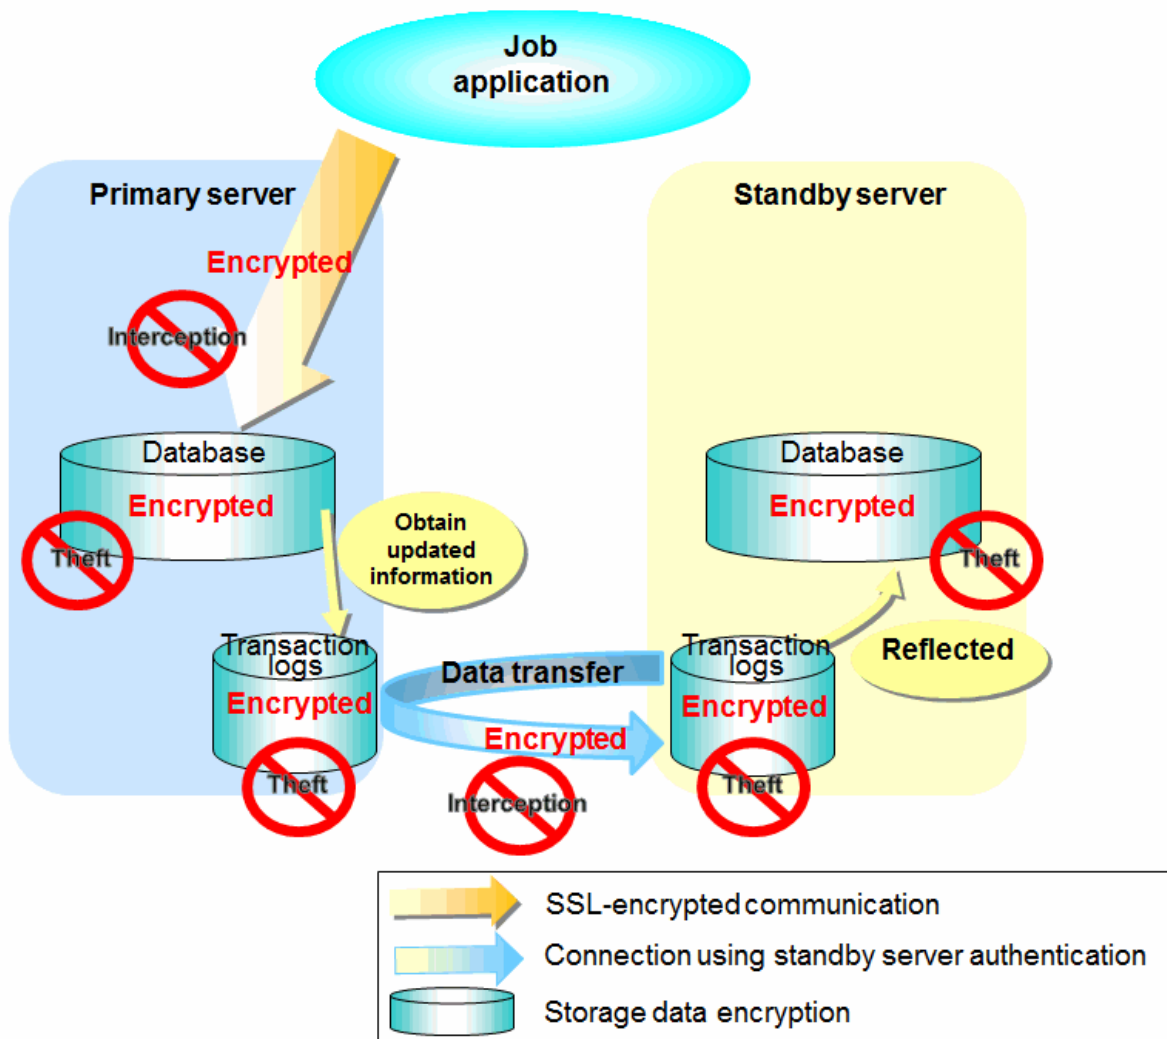 Job
application
Primary server
Standby server
Encrypted
Interception
Database
Encrypted
Theft
Obtain
updated
information
Database
Encrypted
Theft
Transaction
logs
Encrypted
Theft
Data transfer
Encrypted
Interception
Transaction
logs
Encrypted
Theft
Reflected
SSL-encrypted communication
Connection using standby server authentication
Storage data encryption